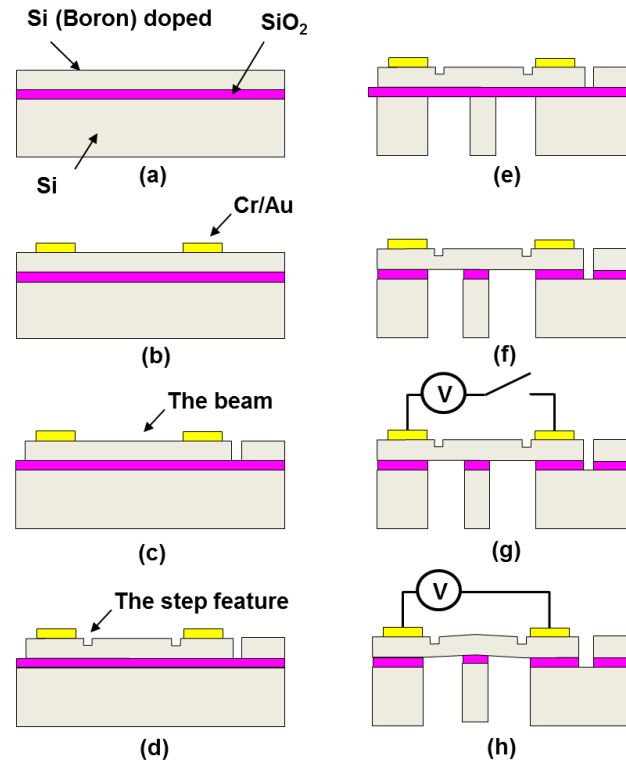 Si (Boron) doped
SiO₂
Si
(a)
Cr/Au
(b)
The beam
(c)
The step feature
(d)
(e)
(f)
V
(g)
V
(h)